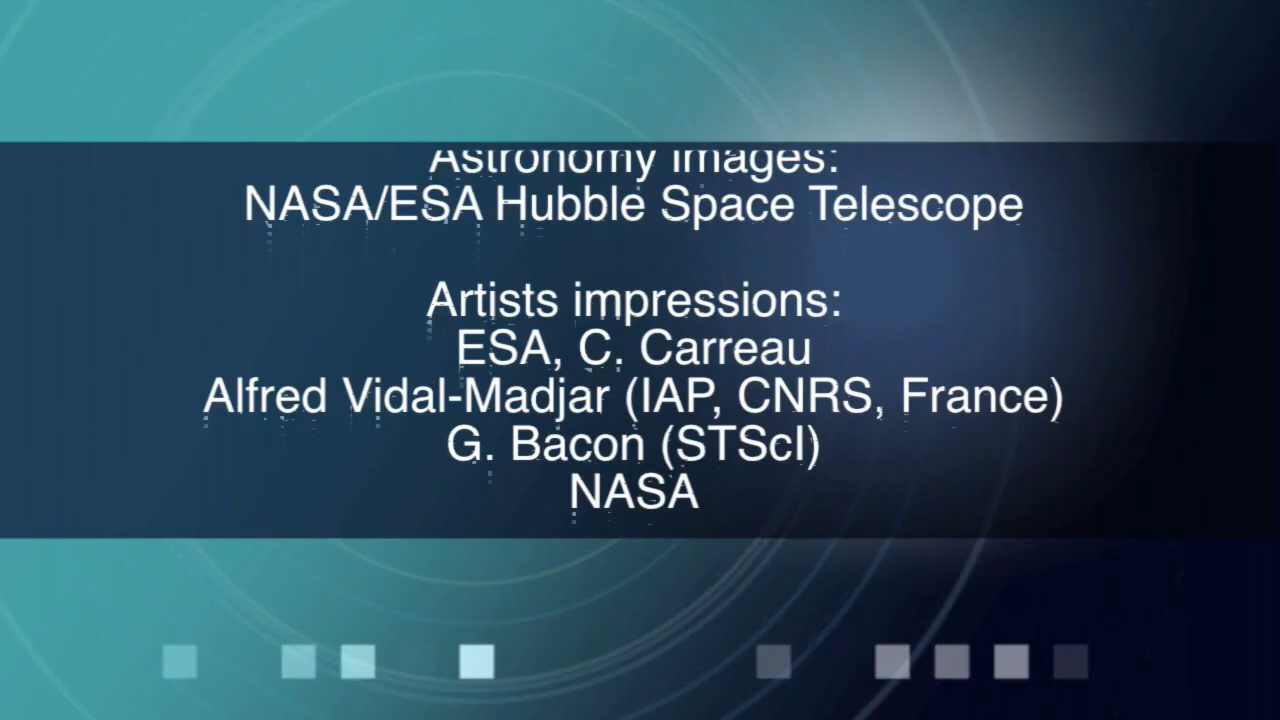 Astronomy images:
NASA/ESA Hubble Space Telescope
Artists impressions:
ESA, C. Carreau
Alfred Vidal-Madjar (IAP, CNRS, France)
G. Bacon (STScI)
NASA